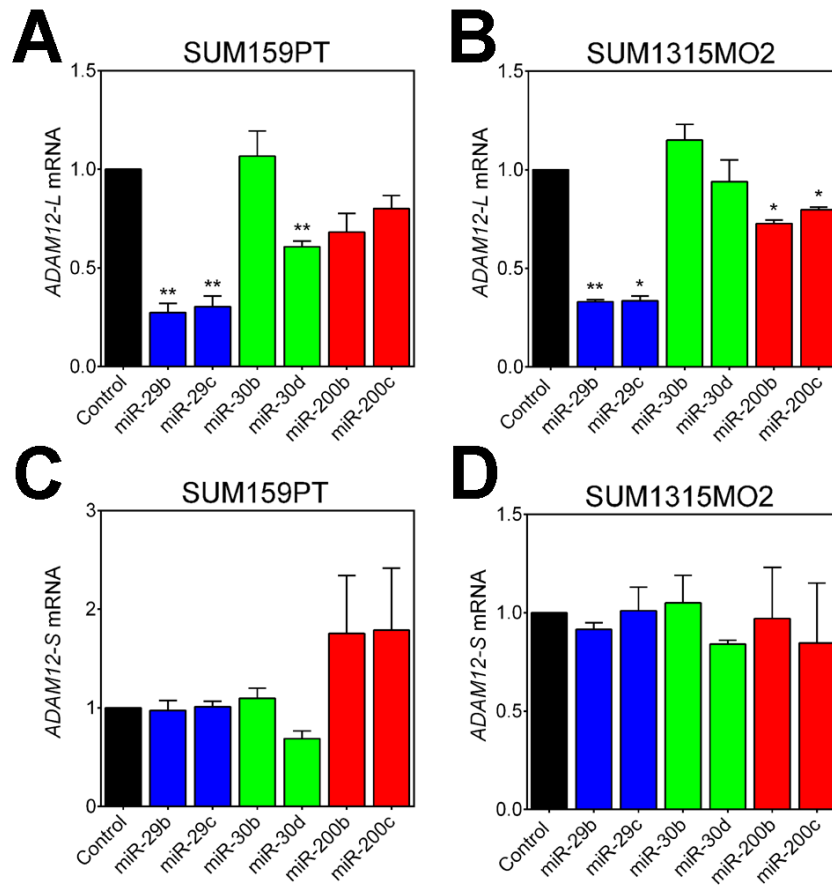 A
SUM159PT
ADAM12-L mRNA
1.5
1.0
0.5
0.0
**
**
**
Control
miR-29b
miR-29c
miR-30b
miR-30d
miR-200b
miR-200c
B
SUM1315MO2
ADAM12-L mRNA
1.5
1.0
0.5
0.0
**
*
*
*
Control
miR-29b
miR-29c
miR-30b
miR-30d
miR-200b
miR-200c
C
SUM159PT
ADAM12-S mRNA
3
2
1
0
Control
miR-29b
miR-29c
miR-30b
miR-30d
miR-200b
miR-200c
D
SUM1315MO2
ADAM12-S mRNA
1.5
1.0
0.5
0.0
Control
miR-29b
miR-29c
miR-30b
miR-30d
miR-200b
miR-200c